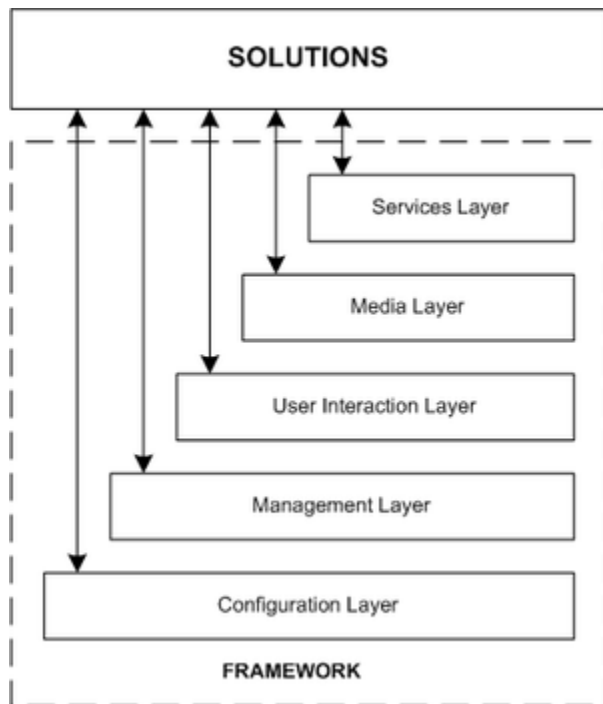 SOLUTIONS
Services Layer
Media Layer
User Interaction Layer
Management Layer
Configuration Layer
FRAMEWORK